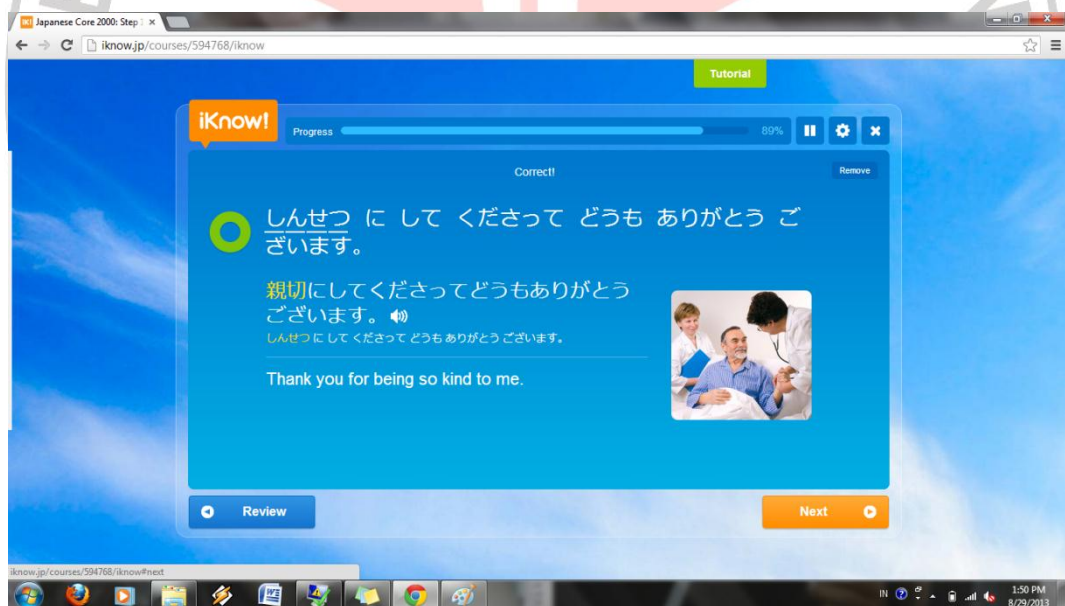 Japanese Core 2000: Step
iknow.jp/courses/594768/iknow
Tutorial
iKnow!
Progress
89%
Correct!
Remove
しんせつ に して くださって どうも ありがとう ご
ざいます。
親切にしてくださってどうもありがとう
ございます。
しんせつ に して くださって どうも ありがとう ございます。
Thank you for being so kind to me.
Review
Next
iknow.jp/courses/594768/iknow#next
IN
1:50 PM
8/29/2013